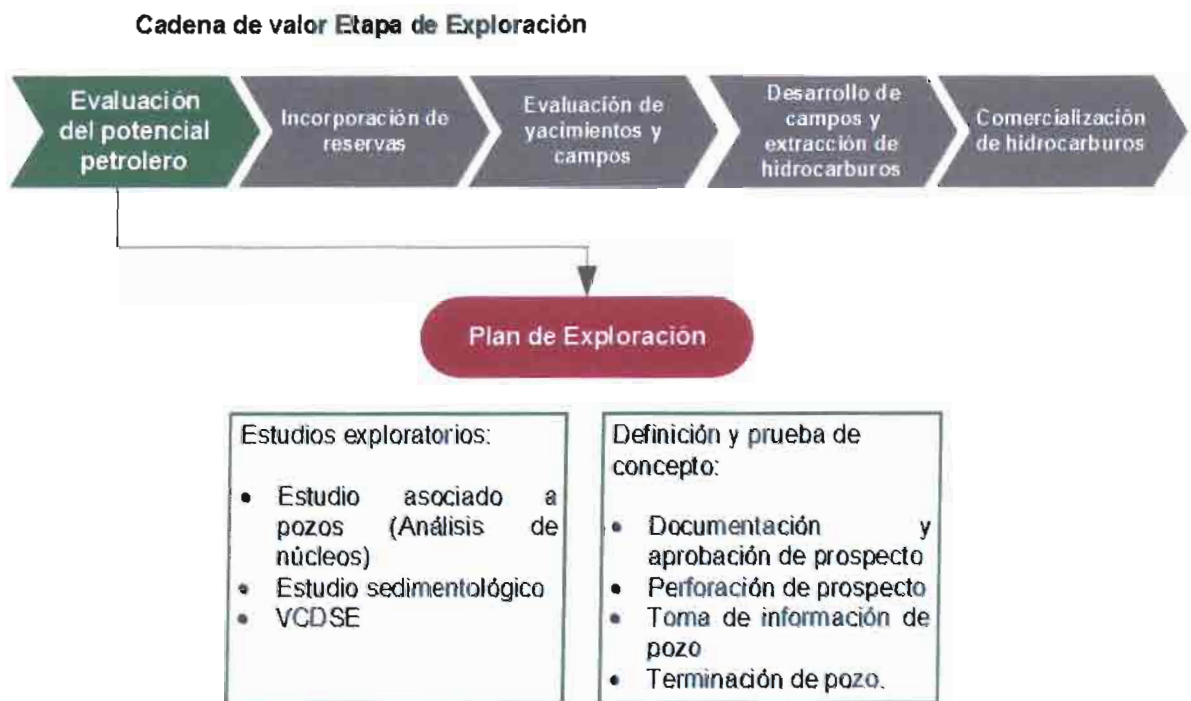 Cadena de valor Etapa de Exploración
Evaluación
del potencial
petrolero
Incorporación de
reservas
Evaluación de
yacimientos y
campos
Desarrollo de
campos y
extracción de
hidrocarburos
Comercialización
de hidrocarburos
Plan de Exploración
Estudios exploratorios:
• Estudio asociado a
pozos (Análisis de
núcleos)
• Estudio sedimentológico
• VCDSE
Definición y prueba de
concepto:
• Documentación y
aprobación de prospecto
• Perforación de prospecto
• Toma de información de
pozo
• Terminación de pozo.